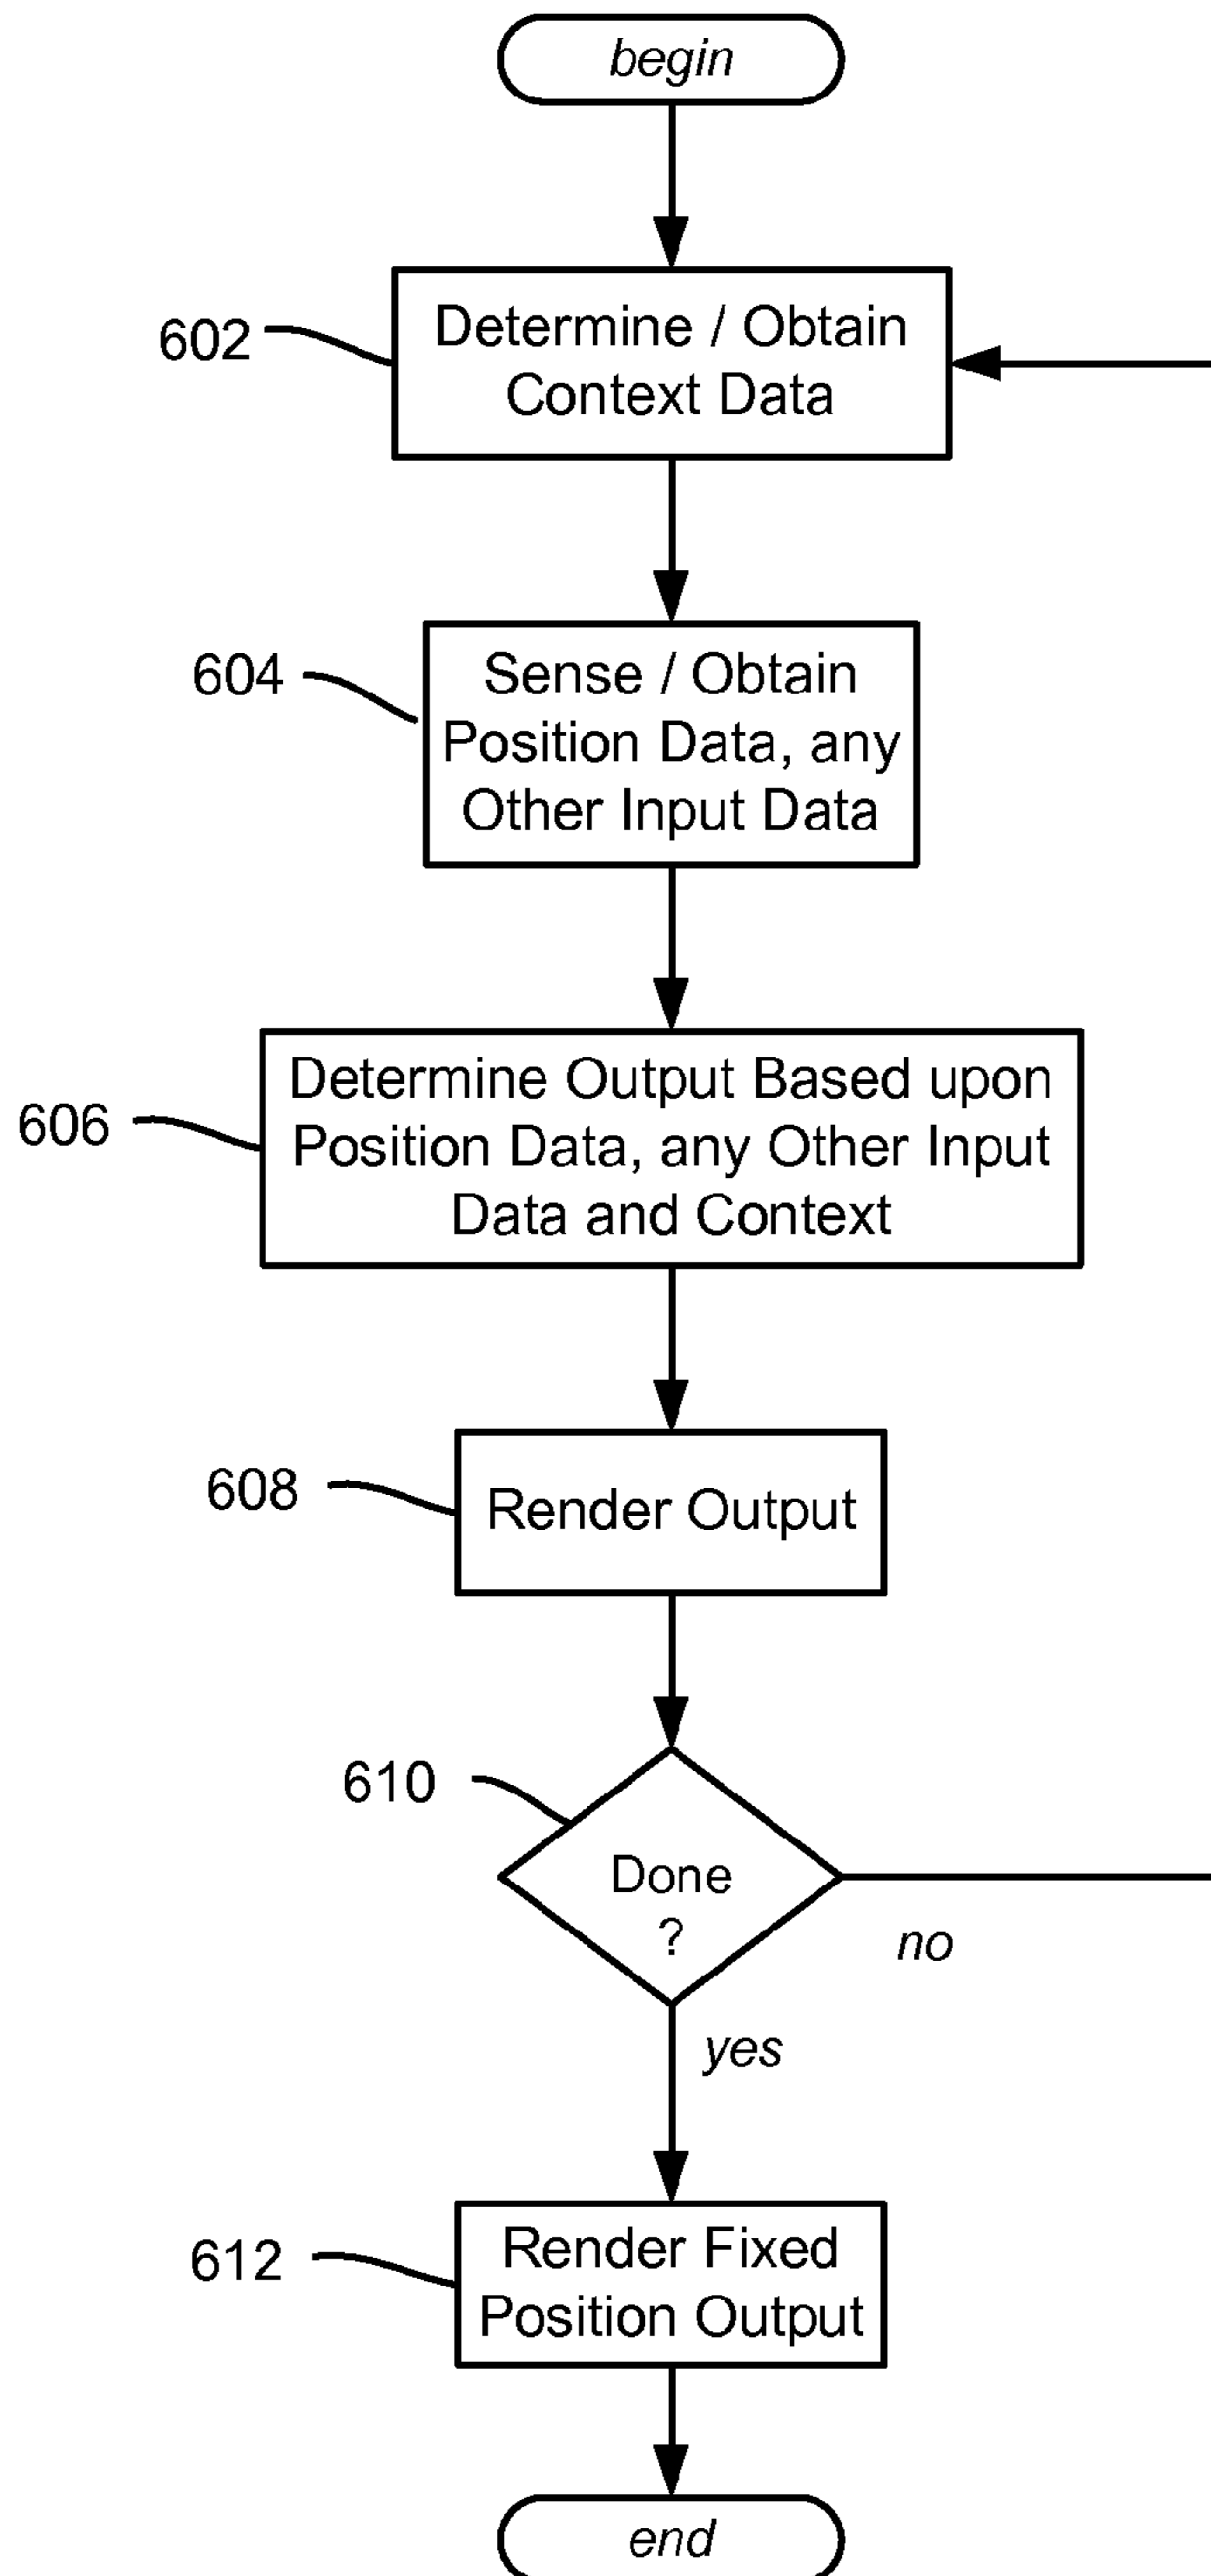 begin
602
Determine / Obtain
Context Data
604
Sense / Obtain
Position Data, any
Other Input Data
606
Determine Output Based upon
Position Data, any Other Input
Data and Context
608
Render Output
610
Done
?
no
yes
612
Render Fixed
Position Output
end